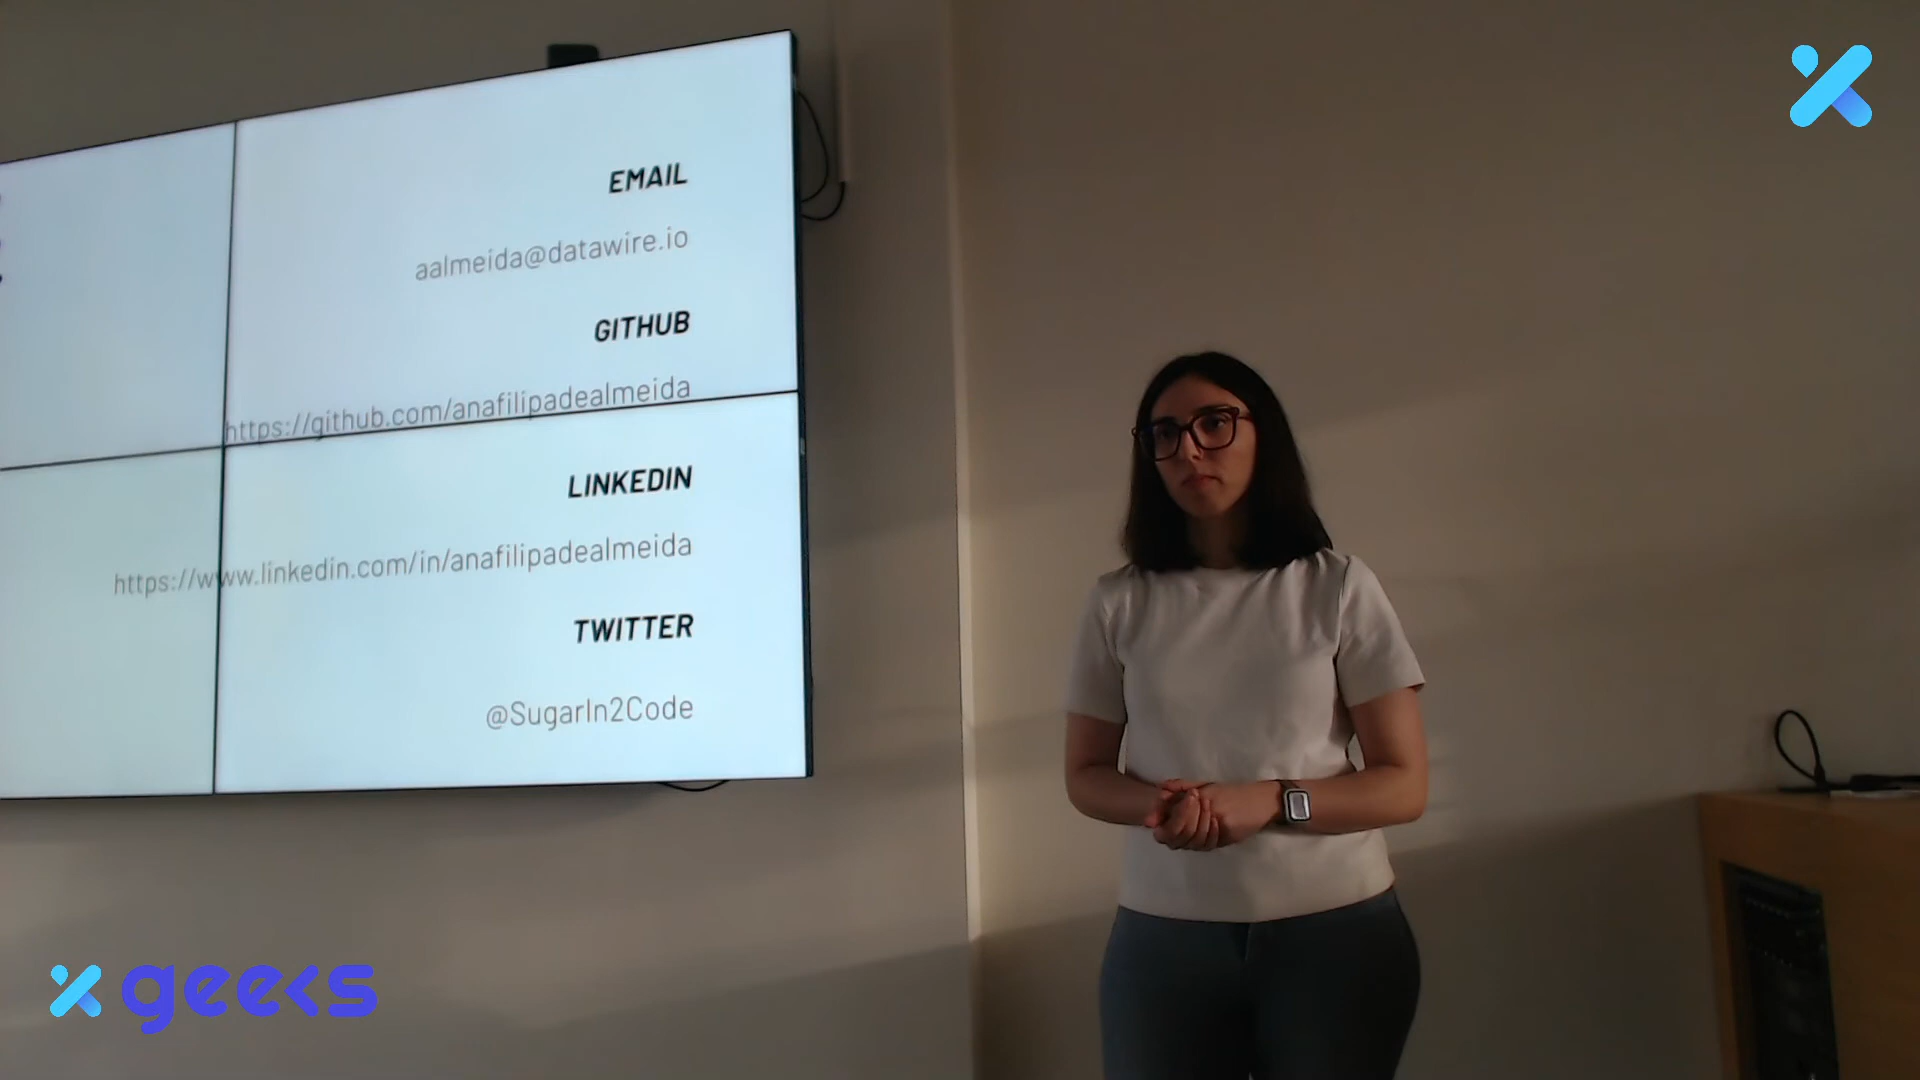 EMAIL
aalmeida@datawire.io
GITHUB
https://github.com/anafilipadealmeida
LINKEDIN
https://www.linkedin.com/in/anafilipadealmeida
TWITTER
@SugarIn2Code
geeks